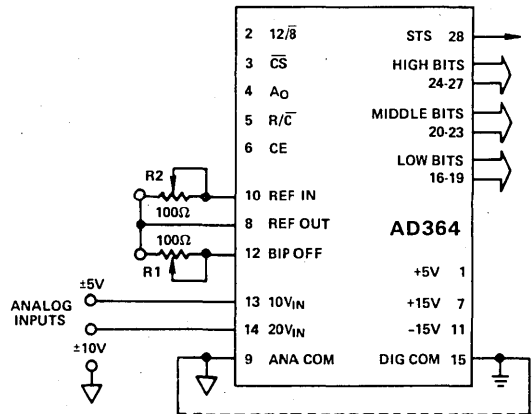 2 12/8̅
STS 28
3 C̅S̅
HIGH BITS
24-27
4 A₀
MIDDLE BITS
20-23
5 R/C̅
6 CE
LOW BITS
16-19
R2
100Ω
10 REF IN
8 REF OUT
AD364
100Ω
12 BIP OFF
R1
+5V 1
±5V
ANALOG
INPUTS
13 10VIN
+15V 7
14 20VIN
-15V 11
±10V
9 ANA COM
DIG COM 15